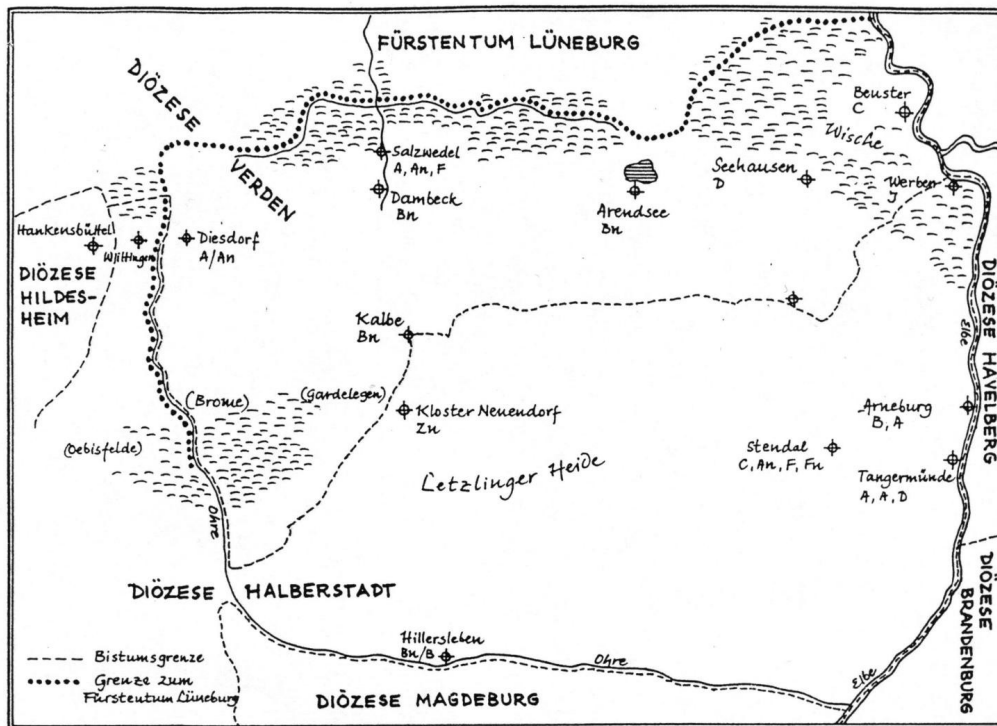 FÜRSTENTUM LÜNEBURG
DIÖZESE
VERDEN
Beuster
C
Wische
Salzwedel
A, An, F
Dambeck
Bn
Arendsee
Bn
Seehausen
D
Werben
J
Hankensbüttel
Wittingen
Diesdorf
A/An
DIÖZESE
HILDES-
HEIM
DIÖZESE HAVELBERG
Elbe
Kalbe
Bn
(Brome)
(Gardelegen)
(Oebisfelde)
Kloster Neuendorf
Zn
Letzlinger Heide
Stendal
C, An, F, Fn
Arneburg
B, A
Tangermünde
A, A, D
Ohre
DIÖZESE HALBERSTADT
DIÖZESE
BRANDENBURG
Hillersleben
Bn/B
Ohre
Elbe
Bistumsgrenze
Grenze zum
Fürstentum Lüneburg
DIÖZESE MAGDEBURG